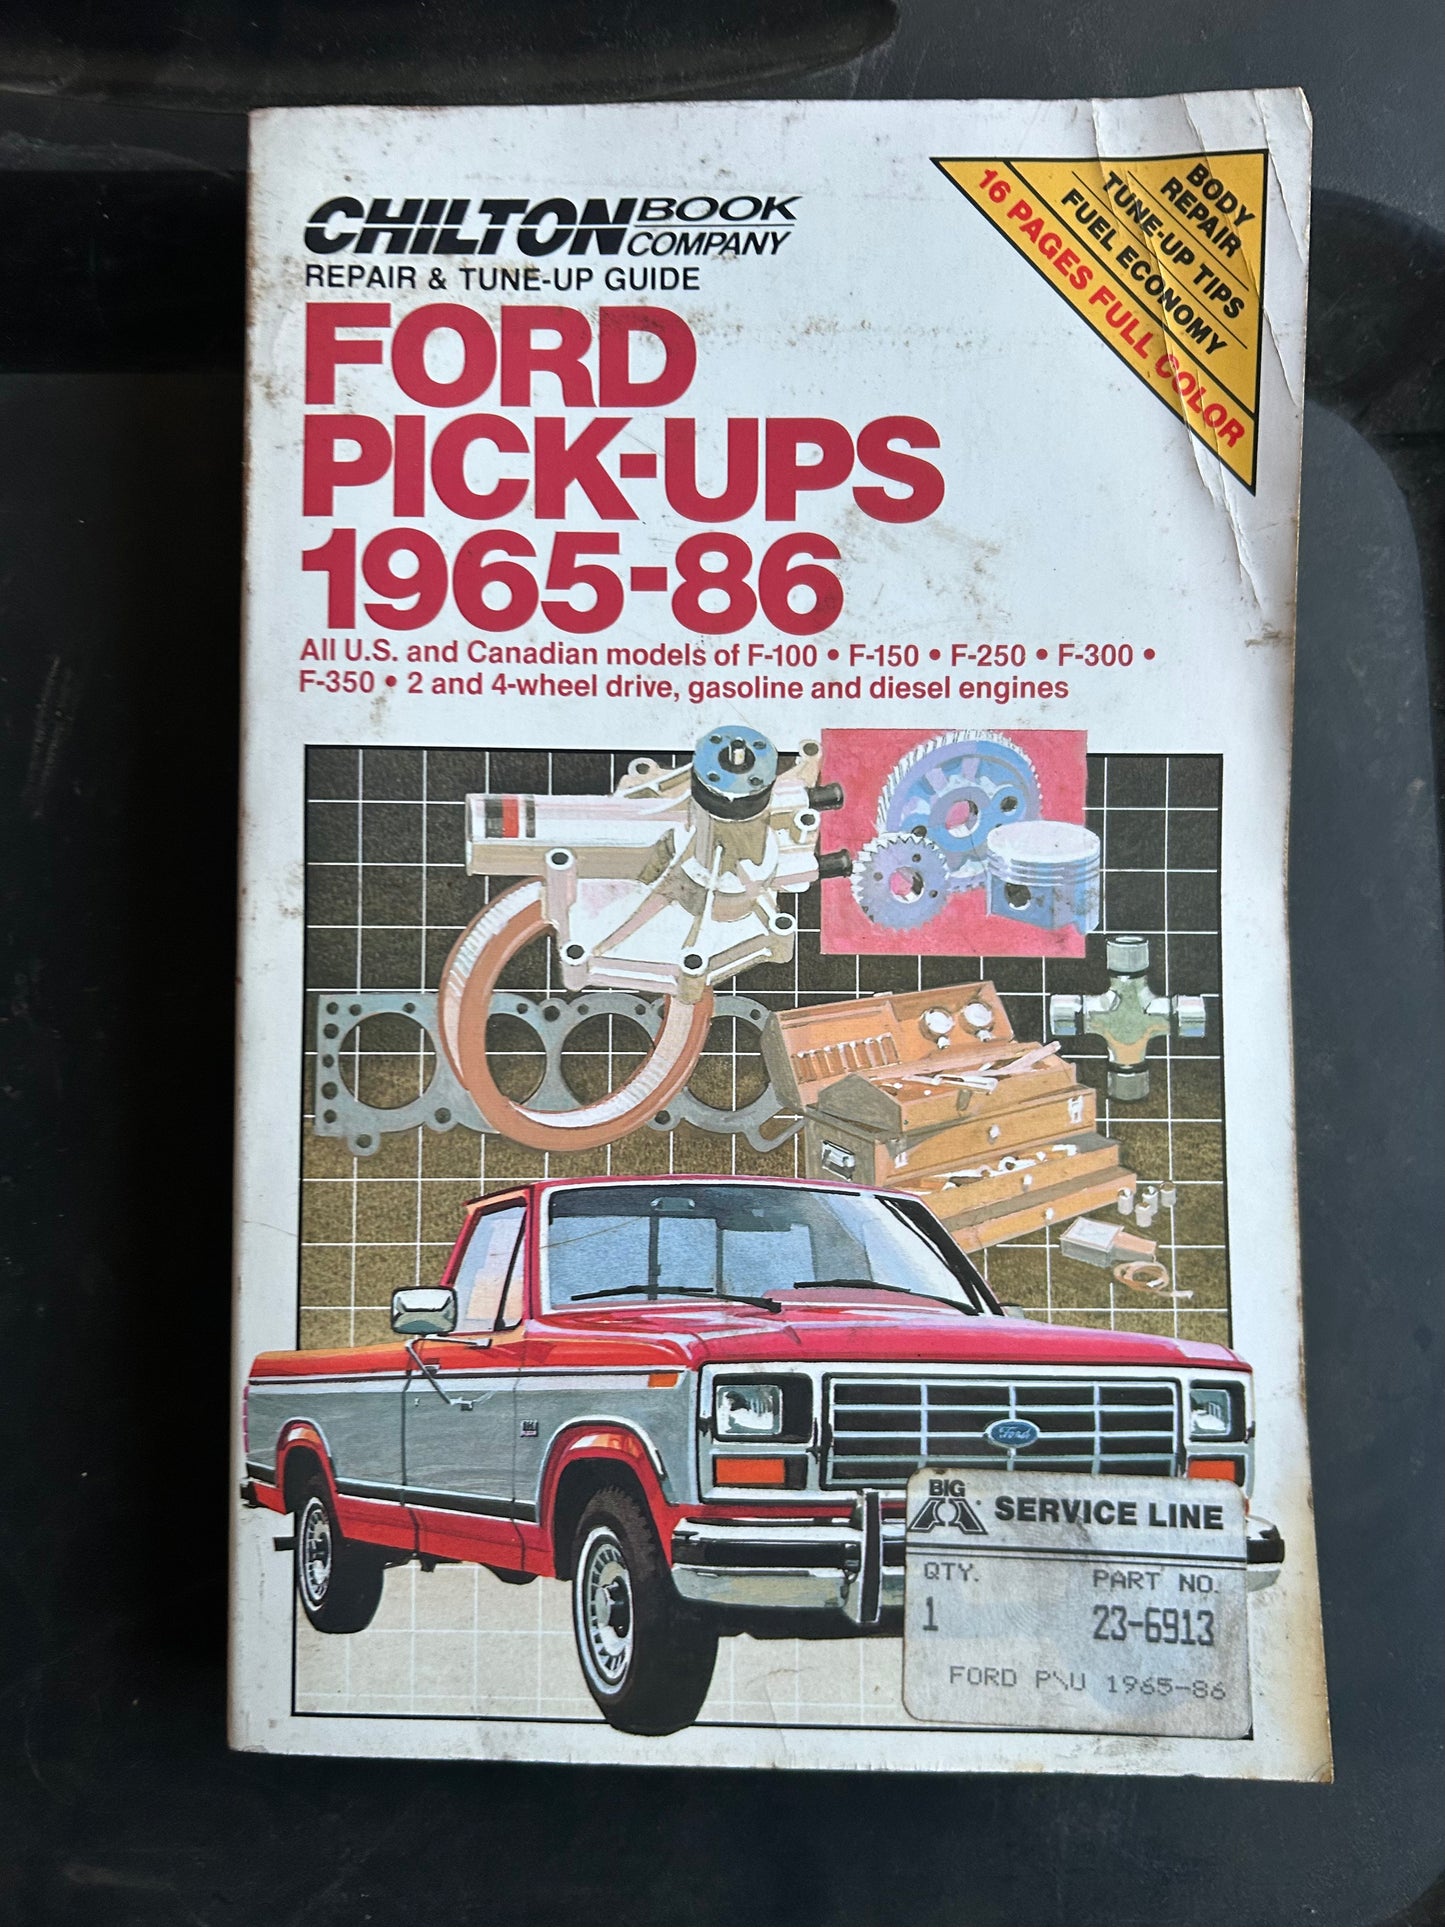 CHILTON BOOK COMPANY
REPAIR & TUNE-UP GUIDE
FORD
PICK-UPS
1965-86
All U.S. and Canadian models of F-100 • F-150 • F-250 • F-300 •
F-350 • 2 and 4-wheel drive, gasoline and diesel engines
BODY
REPAIR
TUNE-UP TIPS
FUEL ECONOMY
16 PAGES FULL COLOR
Ford
BIG A® SERVICE LINE
QTY. PART NO.
1 23-6913
FORD P\U 1965-86